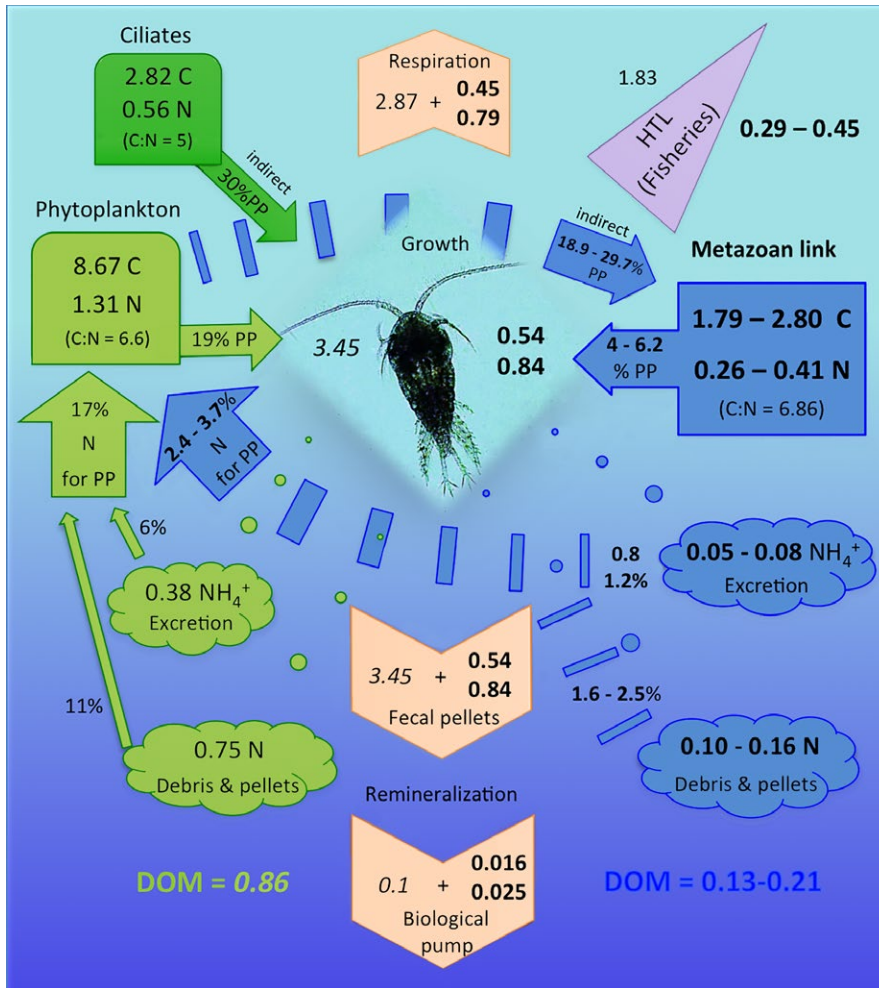 Ciliates
2.82 C
0.56 N
(C:N = 5)
indirect
30%PP
Respiration
2.87 +
0.45
0.79
1.83
HTL
(Fisheries)
0.29 – 0.45
Phytoplankton
8.67 C
1.31 N
(C:N = 6.6)
19% PP
Growth
3.45
0.54
0.84
indirect
18.9 - 29.7%
PP
Metazoan link
1.79 – 2.80 C
0.26 – 0.41 N
(C:N = 6.86)
4 - 6.2
% PP
17%
N
for PP
2.4 - 3.7%
N
for PP
6%
0.38 NH₄⁺
Excretion
0.8
1.2%
0.05 - 0.08 NH₄⁺
Excretion
3.45 +
0.54
0.84
Fecal pellets
11%
0.75 N
Debris & pellets
1.6 - 2.5%
0.10 - 0.16 N
Debris & pellets
Remineralization
DOM = 0.86
0.1 +
0.016
0.025
Biological
pump
DOM = 0.13-0.21